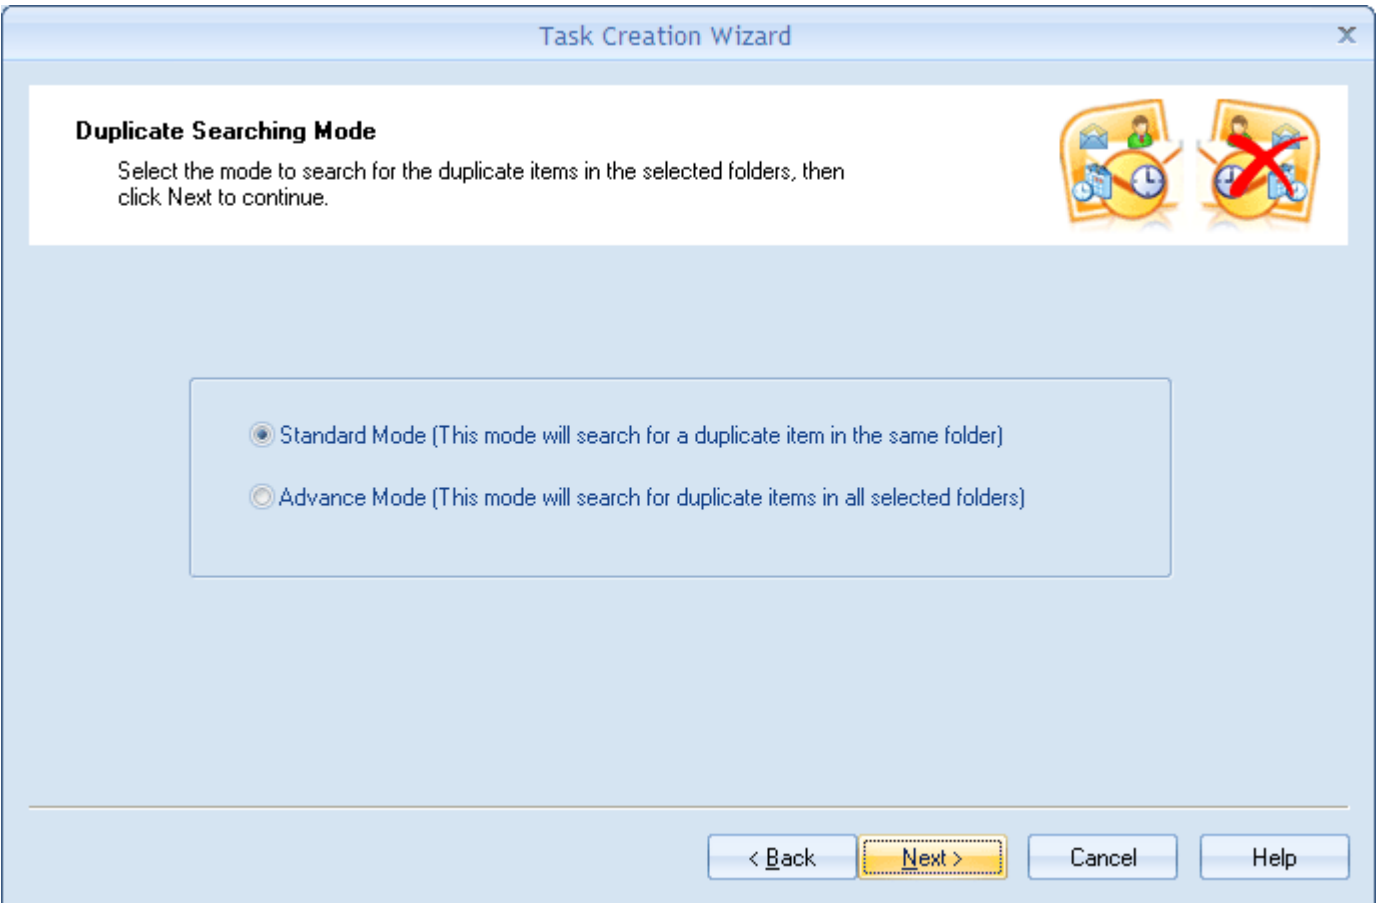 Task Creation Wizard
x
Duplicate Searching Mode
Select the mode to search for the duplicate items in the selected folders, then
click Next to continue.
Standard Mode (This mode will search for a duplicate item in the same folder)
Advance Mode (This mode will search for duplicate items in all selected folders)
< Back
Next >
Cancel
Help